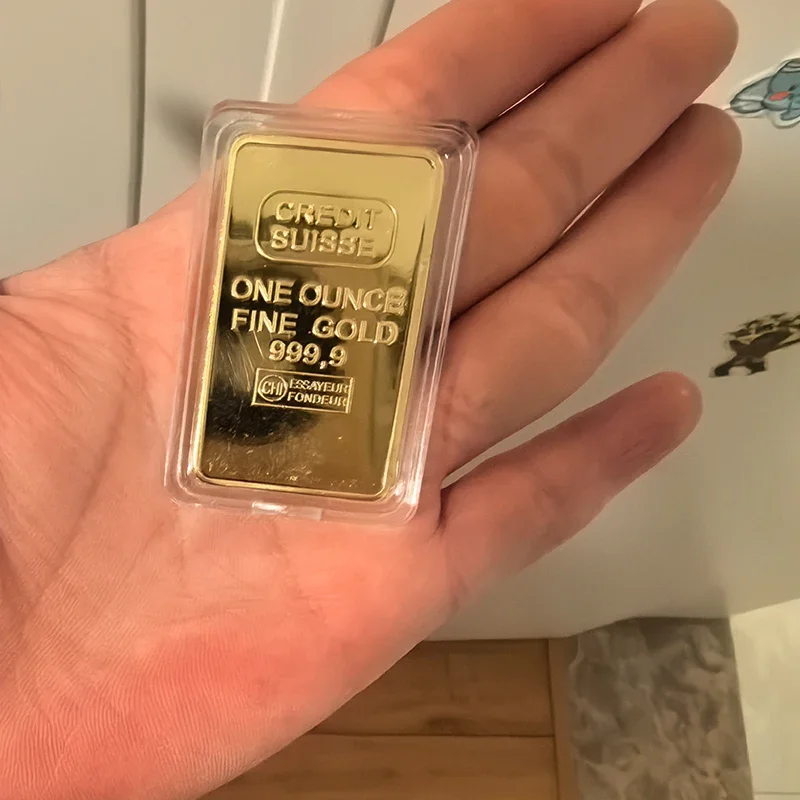 CREDIT
SUISSE
ONE OUNCE
FINE GOLD
999,9
CHI ESSAYEUR
FONDEUR